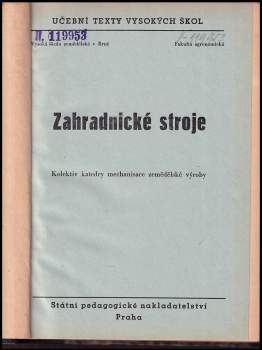 UČEBNÍ TEXTY VYSOKÝCH ŠKOL
II. 119953
Vysoká škola zemědělská • Brno Fakulta agronomická
Zahradnické stroje
Kolektiv katedry mechanisace zemědělské výroby
Státní pedagogické nakladatelství
Praha